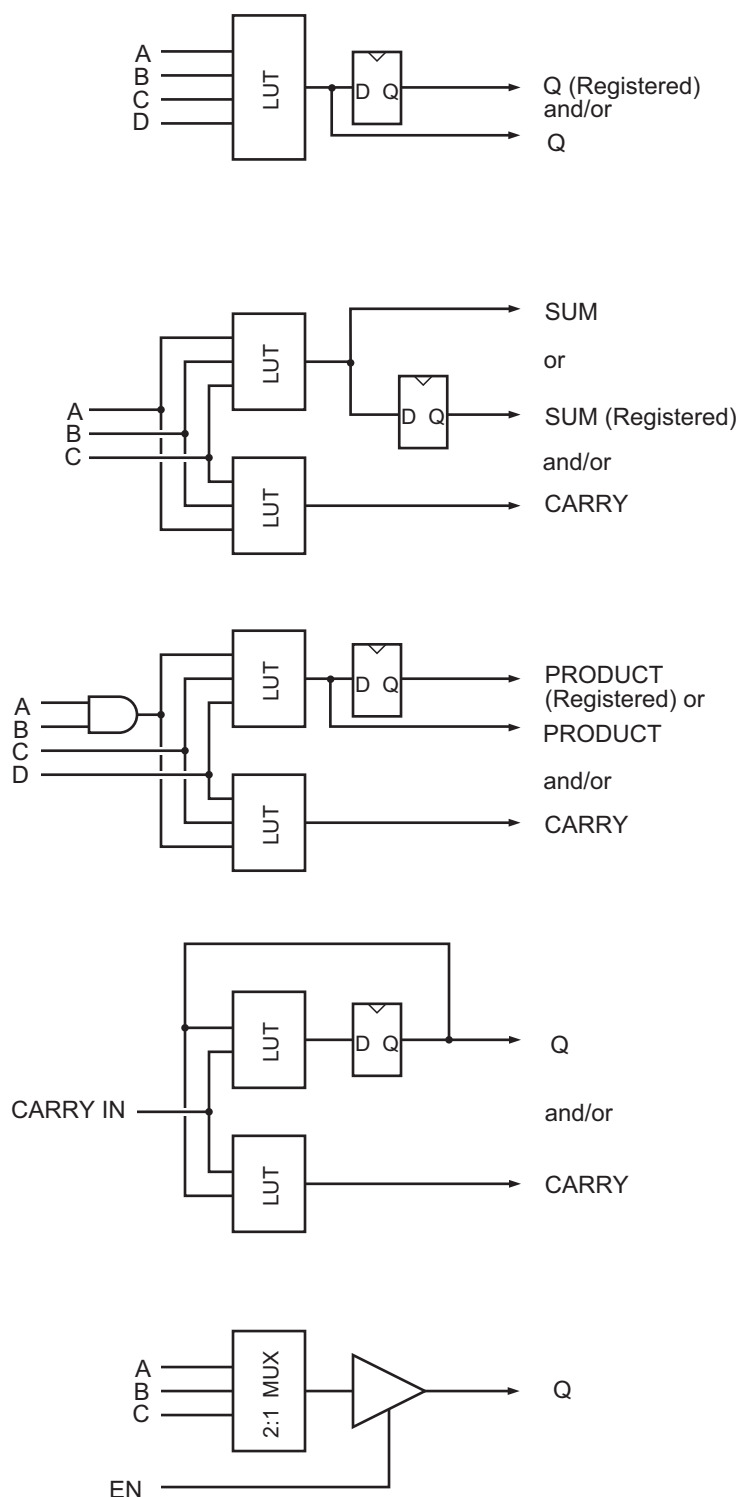 A
B
C
D
LUT
D Q
Q (Registered)
and/or
Q
A
B
C
LUT
LUT
D Q
SUM
or
SUM (Registered)
and/or
CARRY
A
B
C
D
LUT
LUT
D Q
PRODUCT
(Registered) or
PRODUCT
and/or
CARRY
CARRY IN
LUT
LUT
D Q
Q
and/or
CARRY
A
B
C
2:1 MUX
Q
EN